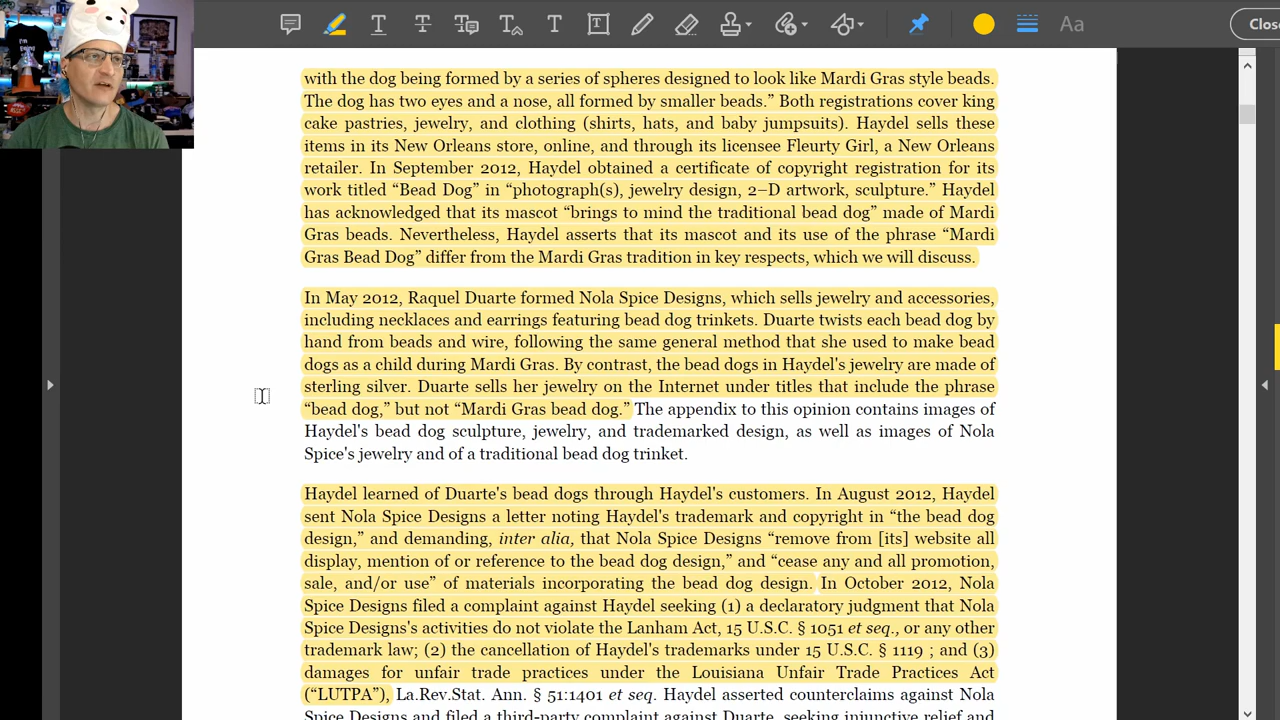 Close
with the dog being formed by a series of spheres designed to look like Mardi Gras style beads.
The dog has two eyes and a nose, all formed by smaller beads.” Both registrations cover king
cake pastries, jewelry, and clothing (shirts, hats, and baby jumpsuits). Haydel sells these
items in its New Orleans store, online, and through its licensee Fleurty Girl, a New Orleans
retailer. In September 2012, Haydel obtained a certificate of copyright registration for its
work titled “Bead Dog” in “photograph(s), jewelry design, 2–D artwork, sculpture.” Haydel
has acknowledged that its mascot “brings to mind the traditional bead dog” made of Mardi
Gras beads. Nevertheless, Haydel asserts that its mascot and its use of the phrase “Mardi
Gras Bead Dog” differ from the Mardi Gras tradition in key respects, which we will discuss.
In May 2012, Raquel Duarte formed Nola Spice Designs, which sells jewelry and accessories,
including necklaces and earrings featuring bead dog trinkets. Duarte twists each bead dog by
hand from beads and wire, following the same general method that she used to make bead
dogs as a child during Mardi Gras. By contrast, the bead dogs in Haydel's jewelry are made of
sterling silver. Duarte sells her jewelry on the Internet under titles that include the phrase
“bead dog,” but not “Mardi Gras bead dog.” The appendix to this opinion contains images of
Haydel's bead dog sculpture, jewelry, and trademarked design, as well as images of Nola
Spice's jewelry and of a traditional bead dog trinket.
Haydel learned of Duarte's bead dogs through Haydel's customers. In August 2012, Haydel
sent Nola Spice Designs a letter noting Haydel's trademark and copyright in “the bead dog
design,” and demanding, inter alia, that Nola Spice Designs “remove from [its] website all
display, mention of or reference to the bead dog design,” and “cease any and all promotion,
sale, and/or use” of materials incorporating the bead dog design. In October 2012, Nola
Spice Designs filed a complaint against Haydel seeking (1) a declaratory judgment that Nola
Spice Designs's activities do not violate the Lanham Act, 15 U.S.C. § 1051 et seq., or any other
trademark law; (2) the cancellation of Haydel's trademarks under 15 U.S.C. § 1119 ; and (3)
damages for unfair trade practices under the Louisiana Unfair Trade Practices Act
(“LUTPA”), La.Rev.Stat. Ann. § 51:1401 et seq. Haydel asserted counterclaims against Nola
Spice Designs and filed a third-party complaint against Duarte, seeking injunctive relief and